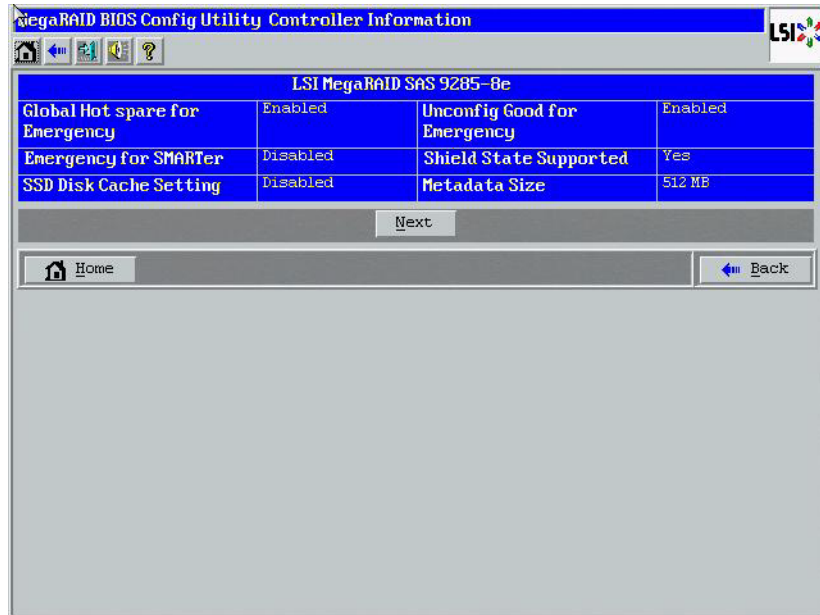 MegaRAID BIOS Config Utility Controller Information
LSI
LSI MegaRAID SAS 9285-8e
Global Hot spare for Emergency Enabled Unconfig Good for Emergency Enabled
Emergency for SMARTer Disabled Shield State Supported Yes
SSD Disk Cache Setting Disabled Metadata Size 512 MB
Next
Home Back